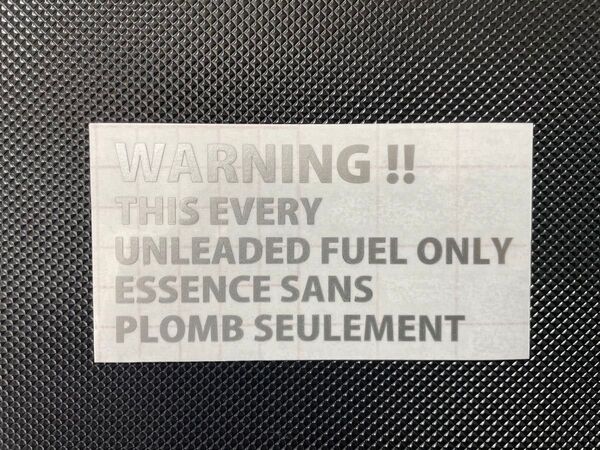 WARNING !!
THIS EVERY
UNLEADED FUEL ONLY
ESSENCE SANS
PLOMB SEULEMENT